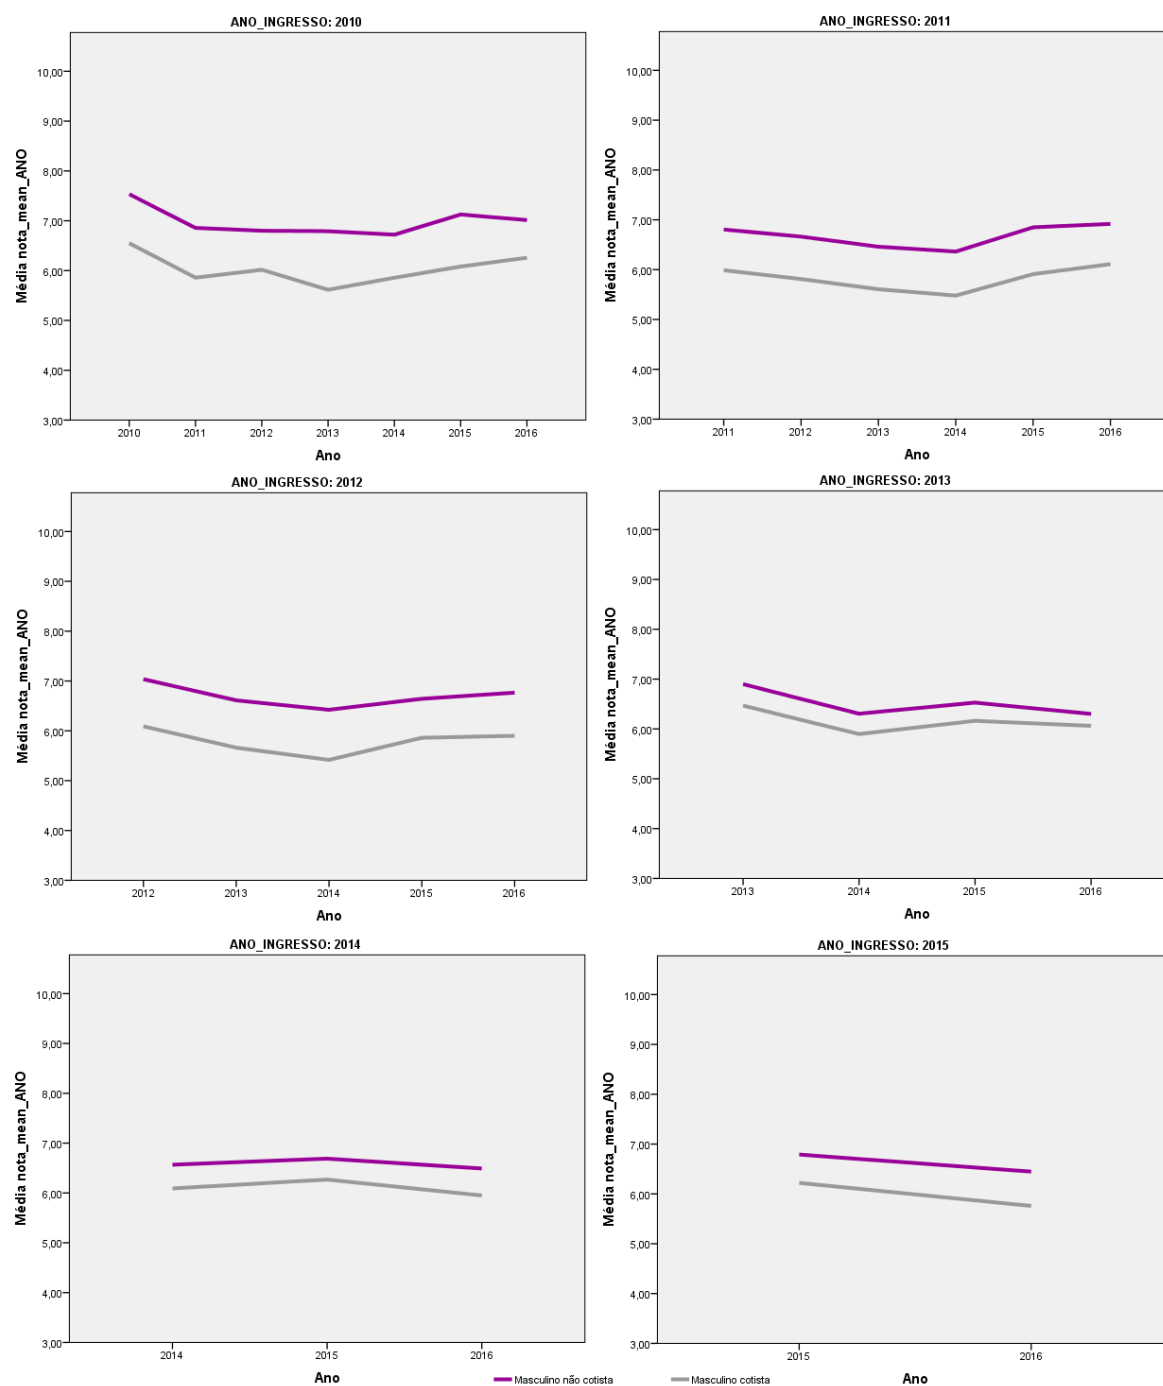 ANO_INGRESSO: 2010
10,00
9,00
8,00
7,00
6,00
5,00
4,00
3,00
Média nota_mean_ANO
2010 2011 2012 2013 2014 2015 2016
Ano
ANO_INGRESSO: 2011
10,00
9,00
8,00
7,00
6,00
5,00
4,00
3,00
Média nota_mean_ANO
2011 2012 2013 2014 2015 2016
Ano
ANO_INGRESSO: 2012
10,00
9,00
8,00
7,00
6,00
5,00
4,00
3,00
Média nota_mean_ANO
2012 2013 2014 2015 2016
Ano
ANO_INGRESSO: 2013
10,00
9,00
8,00
7,00
6,00
5,00
4,00
3,00
Média nota_mean_ANO
2013 2014 2015 2016
Ano
ANO_INGRESSO: 2014
10,00
9,00
8,00
7,00
6,00
5,00
4,00
3,00
Média nota_mean_ANO
2014 2015 2016
Ano
ANO_INGRESSO: 2015
10,00
9,00
8,00
7,00
6,00
5,00
4,00
3,00
Média nota_mean_ANO
2015 2016
Ano
Masculino não cotista Masculino cotista